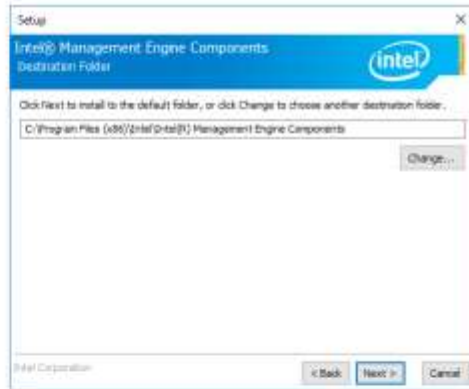 Setup
Intel® Management Engine Components
Destination Folder
intel
Click Next to install to the default folder, or click Change to choose another destination folder.
C:\Program Files (x86)\Intel\Intel(R) Management Engine Components
Change...
Intel Corporation
< Back
Next >
Cancel